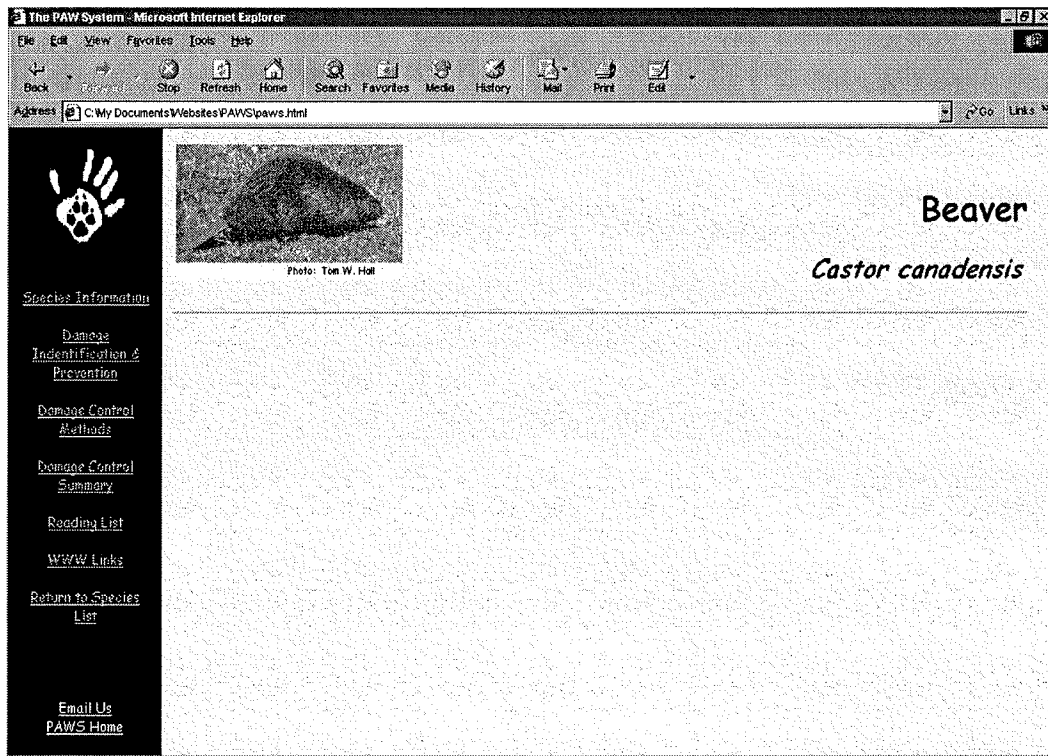 The PAW System - Microsoft Internet Explorer
File Edit View Favorites Tools Help
Back Forward Stop Refresh Home Search Favorites Media History Mail Print Edit
Address C:\My Documents\Websites\PAWS\paws.html Go Links »
Photo: Tom W. Hall
Beaver
Castor canadensis
Species Information
Damage
Indentification &
Prevention
Damage Control
Methods
Damage Control
Summary
Reading List
WWW Links
Return to Species
List
Email Us
PAWS Home